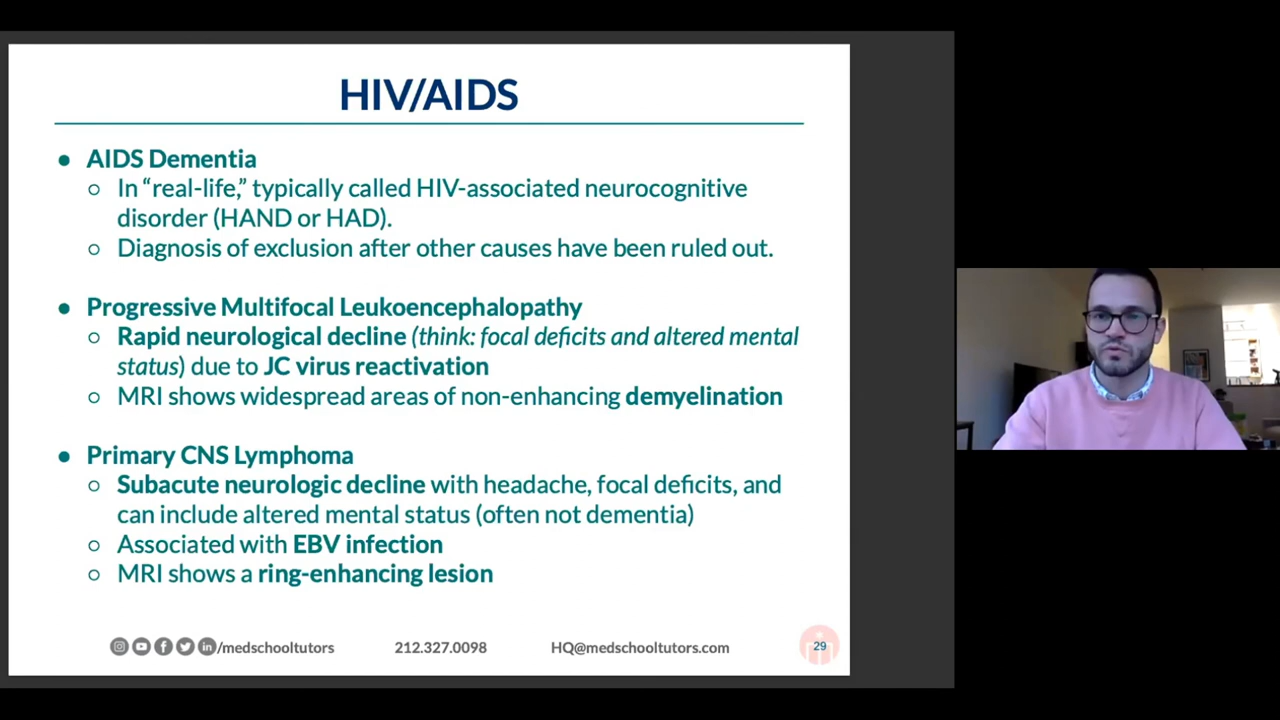 HIV/AIDS
● AIDS Dementia
○ In “real-life,” typically called HIV-associated neurocognitive
disorder (HAND or HAD).
○ Diagnosis of exclusion after other causes have been ruled out.
● Progressive Multifocal Leukoencephalopathy
○ Rapid neurological decline (think: focal deficits and altered mental
status) due to JC virus reactivation
○ MRI shows widespread areas of non-enhancing demyelination
● Primary CNS Lymphoma
○ Subacute neurologic decline with headache, focal deficits, and
can include altered mental status (often not dementia)
○ Associated with EBV infection
○ MRI shows a ring-enhancing lesion
/medschooltutors 212.327.0098 HQ@medschooltutors.com 29